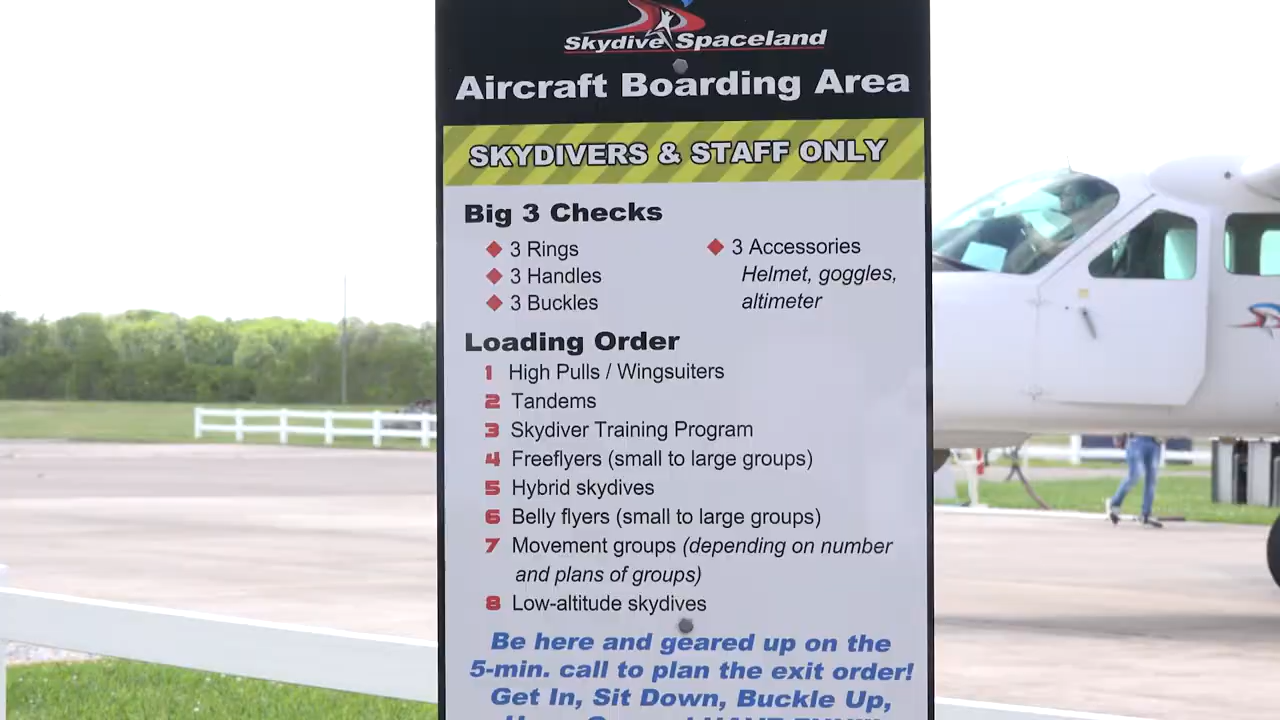 Skydive Spaceland
Aircraft Boarding Area
SKYDIVERS & STAFF ONLY
Big 3 Checks
3 Rings
3 Handles
3 Buckles
3 Accessories
Helmet, goggles,
altimeter
Loading Order
1 High Pulls / Wingsuiters
2 Tandems
3 Skydiver Training Program
4 Freeflyers (small to large groups)
5 Hybrid skydives
6 Belly flyers (small to large groups)
7 Movement groups (depending on number
and plans of groups)
8 Low-altitude skydives
Be here and geared up on the
5-min. call to plan the exit order!
Get In, Sit Down, Buckle Up,